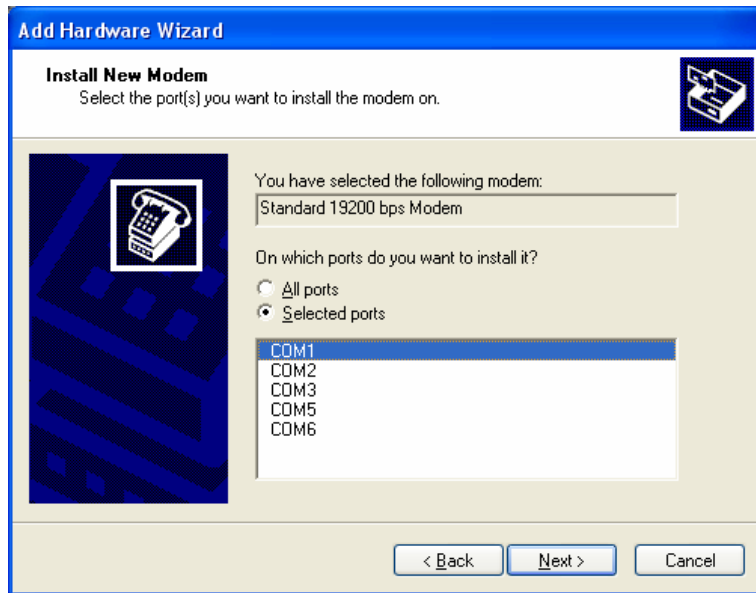 Add Hardware Wizard
Install New Modem
Select the port(s) you want to install the modem on.
You have selected the following modem:
Standard 19200 bps Modem
On which ports do you want to install it?
All ports
Selected ports
COM1
COM2
COM3
COM5
COM6
< Back Next > Cancel